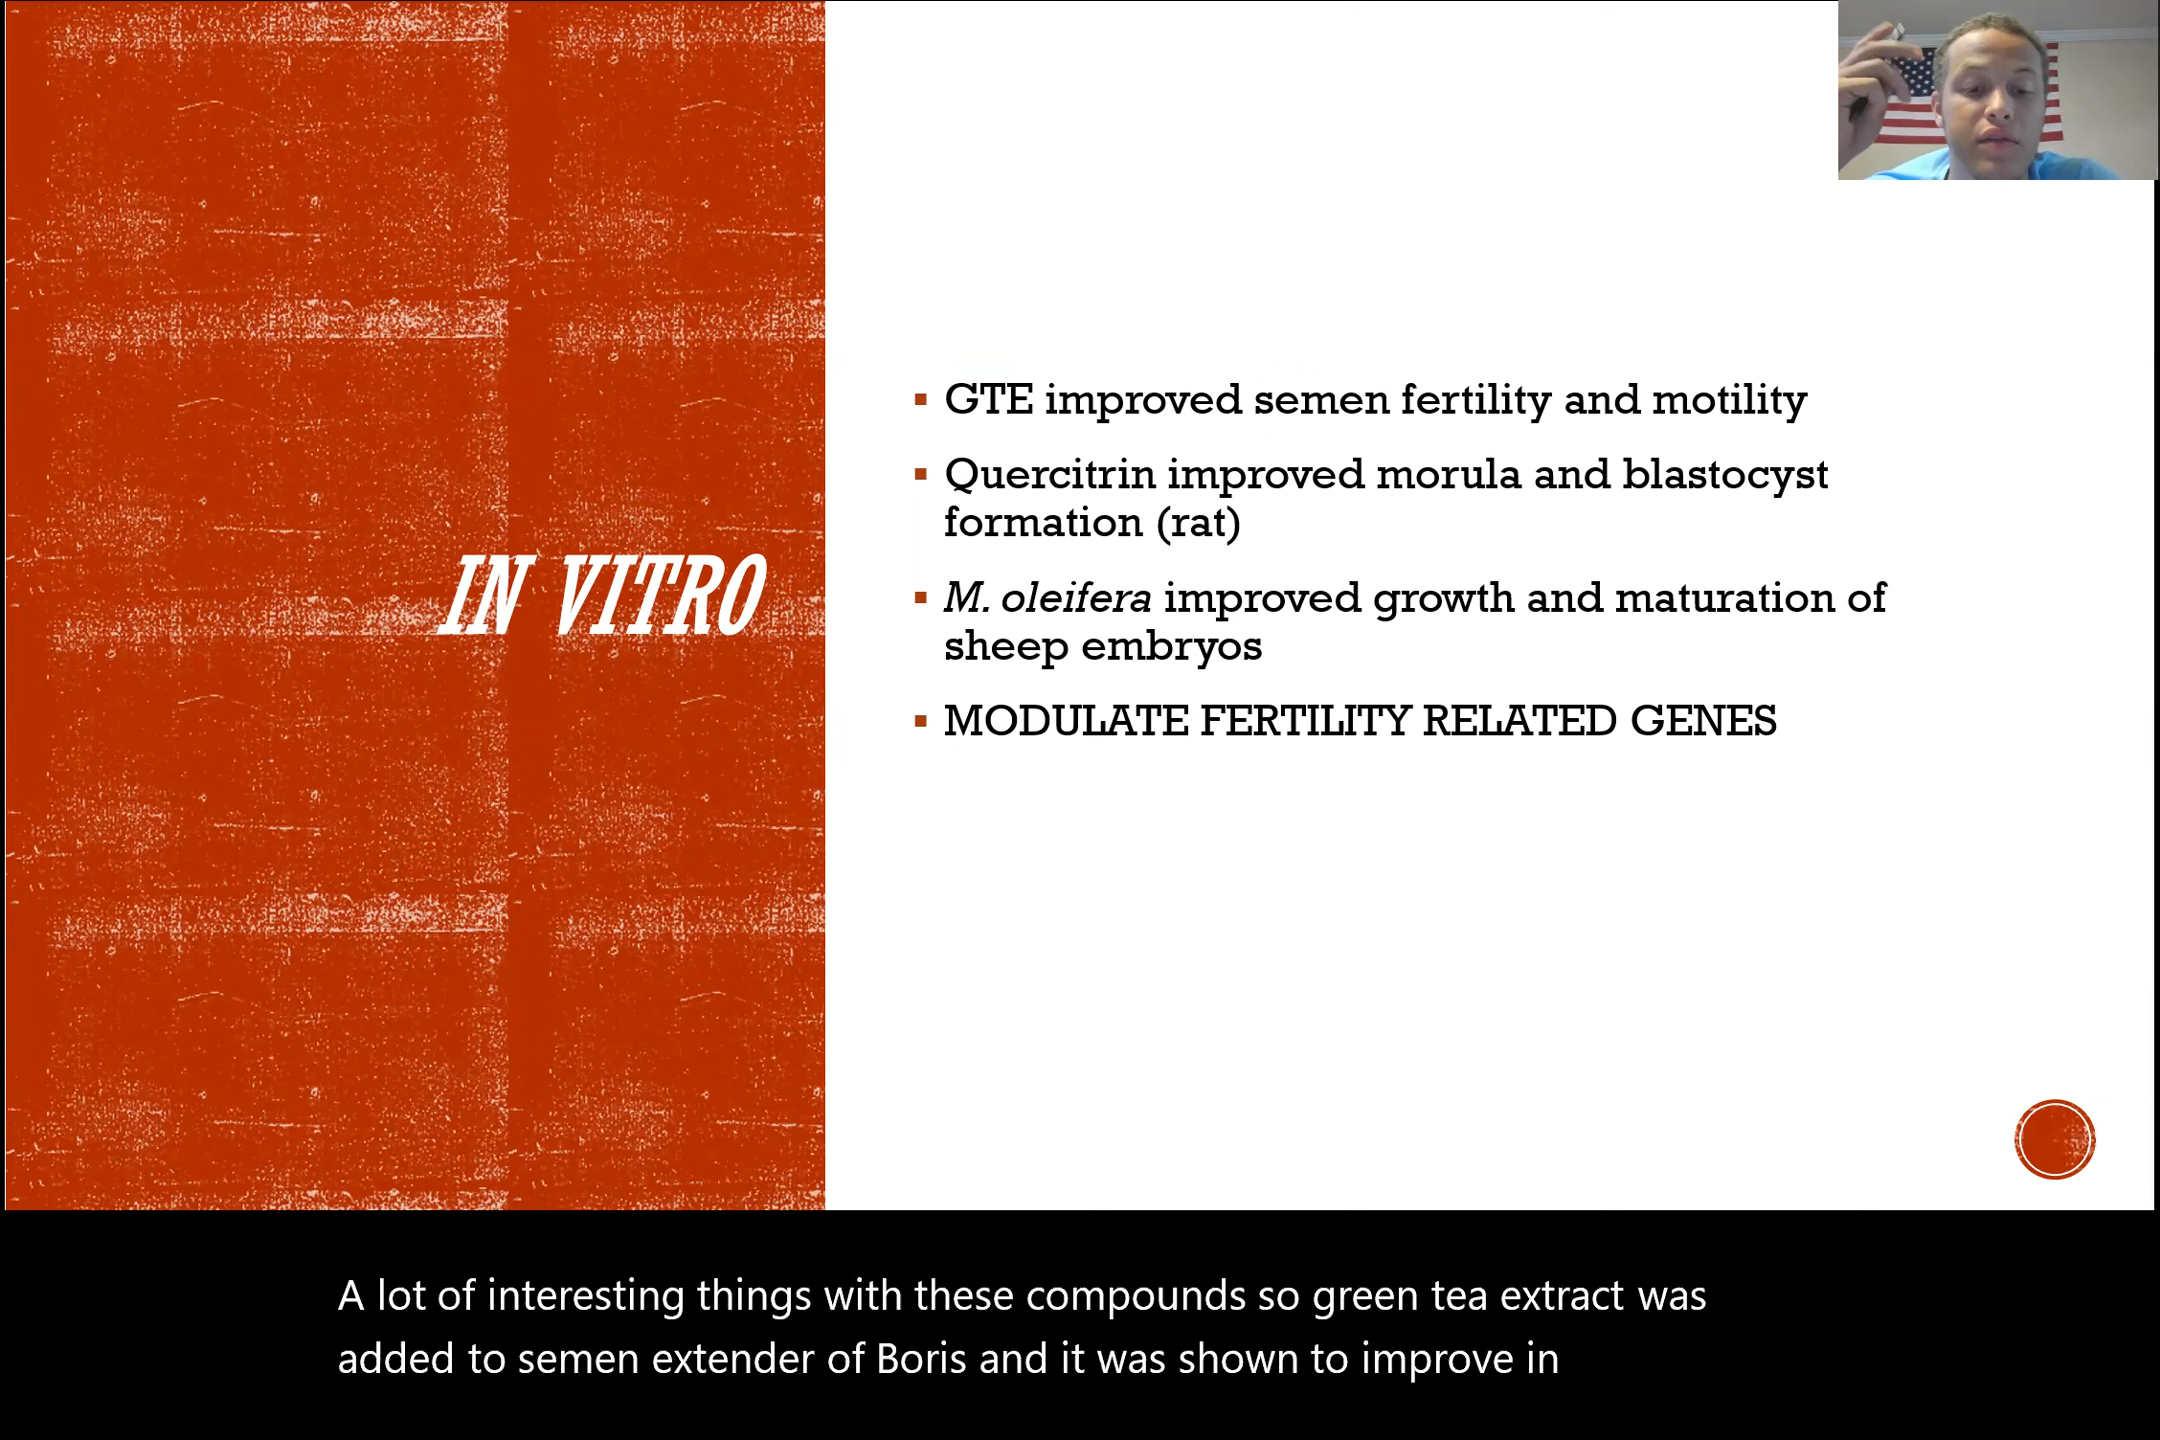 IN VITRO
▪ GTE improved semen fertility and motility
▪ Quercitrin improved morula and blastocyst
formation (rat)
▪ M. oleifera improved growth and maturation of
sheep embryos
▪ MODULATE FERTILITY RELATED GENES
A lot of interesting things with these compounds so green tea extract was
added to semen extender of Boris and it was shown to improve in